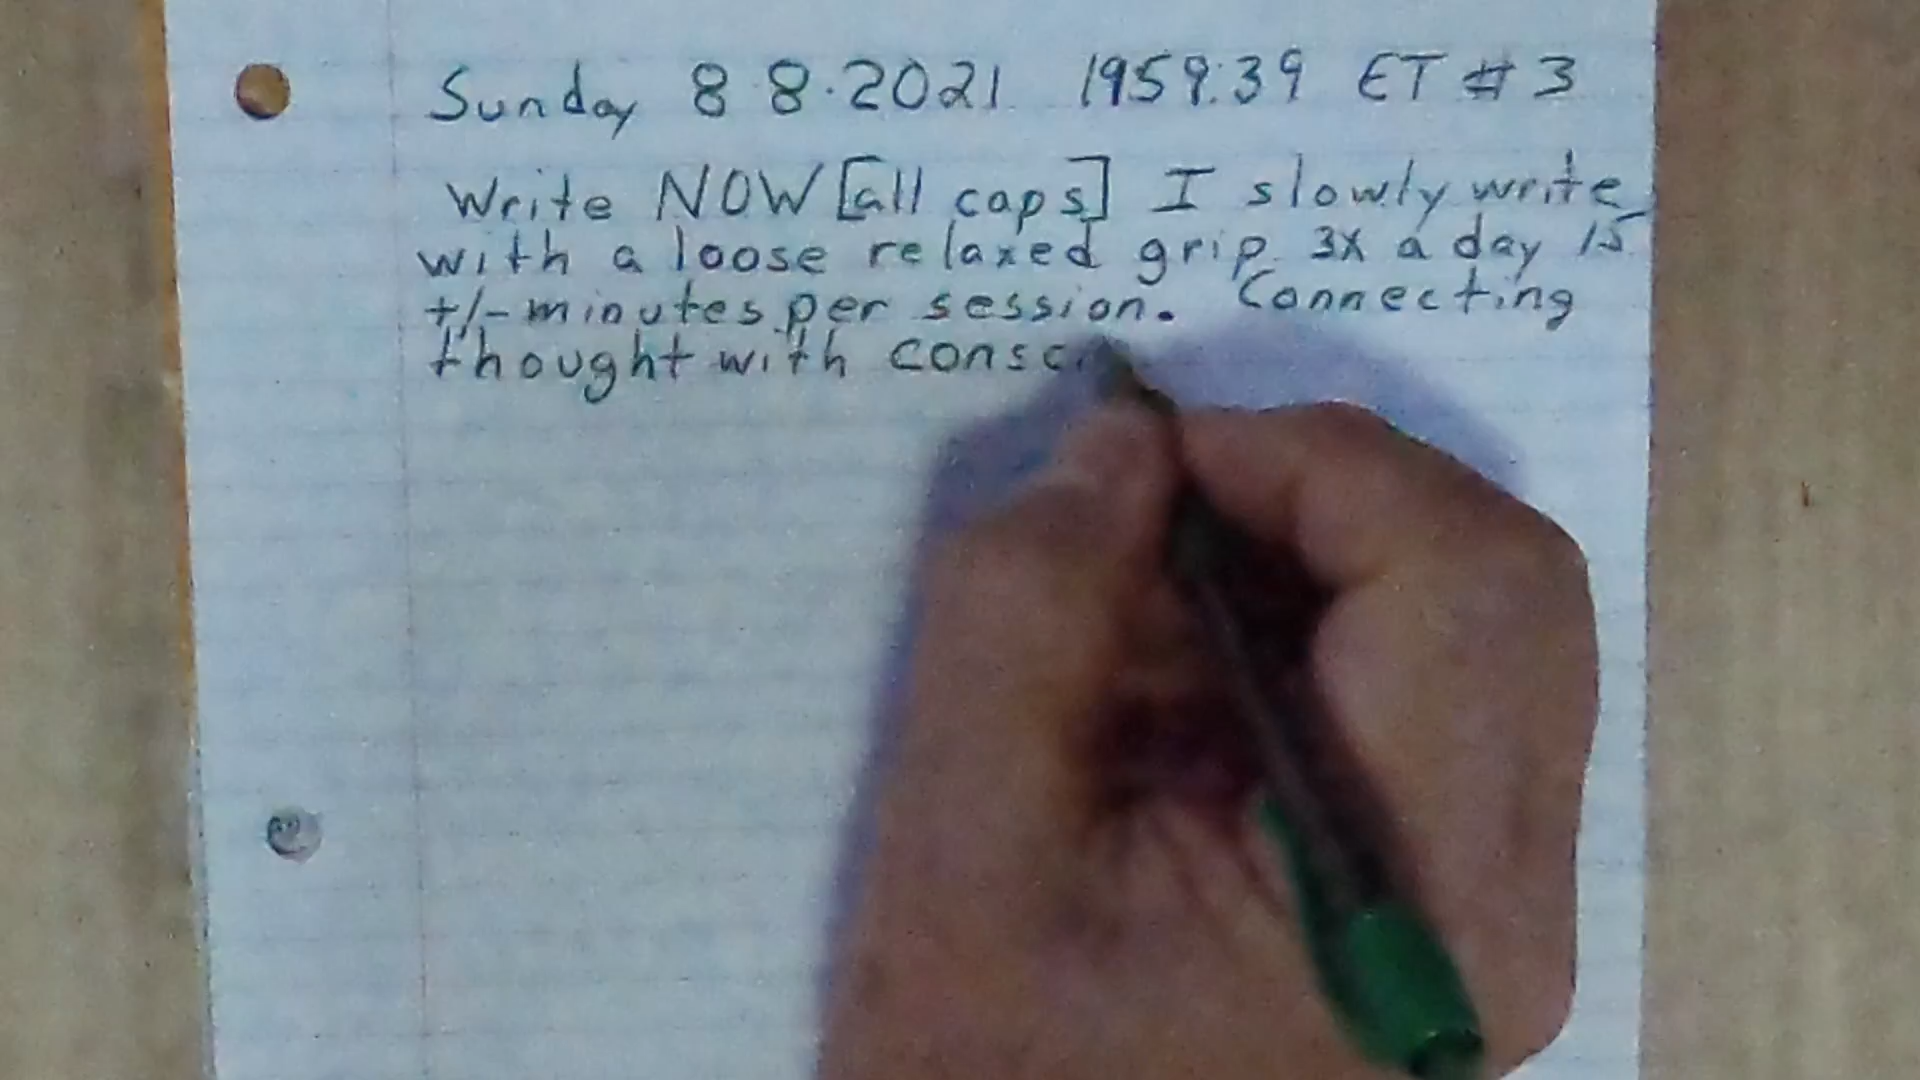 Sunday 8 8.2021 1959:39 ET # 3
Write NOW [all caps] I slowly write
with a loose relaxed grip. 3X a day 15
+/- minutes per session. Connecting
thought with consci